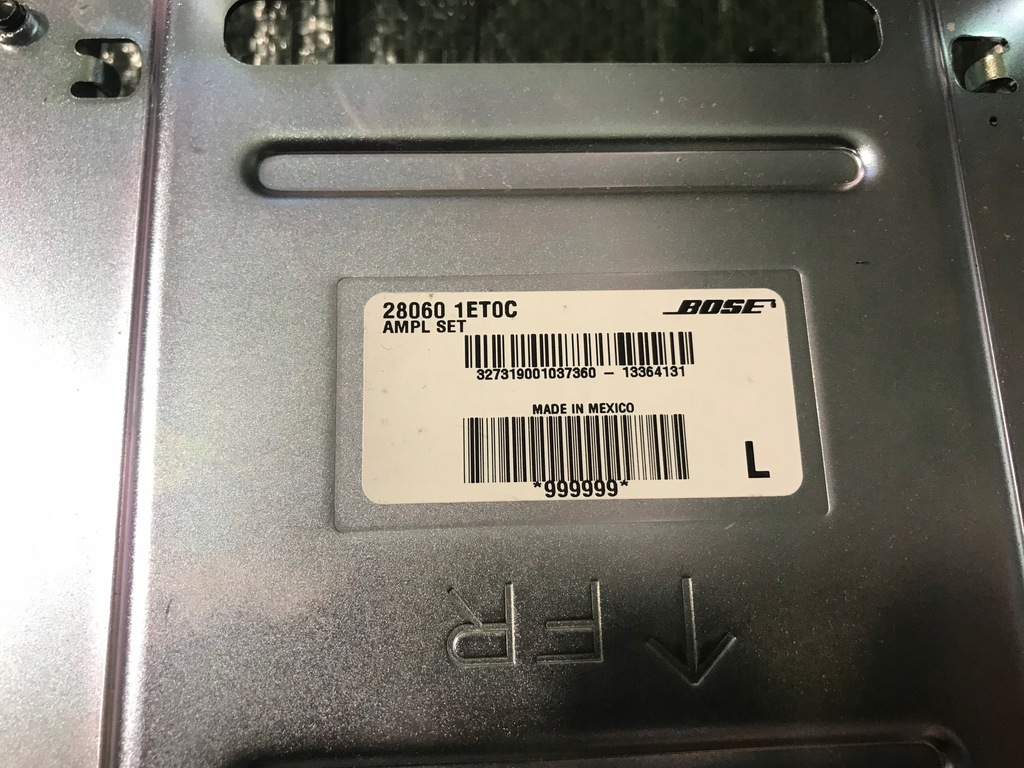 28060 1ET0C
BOSE
AMPL SET
327319001037360 – 13364131
MADE IN MEXICO
*999999*
L
↑ FR